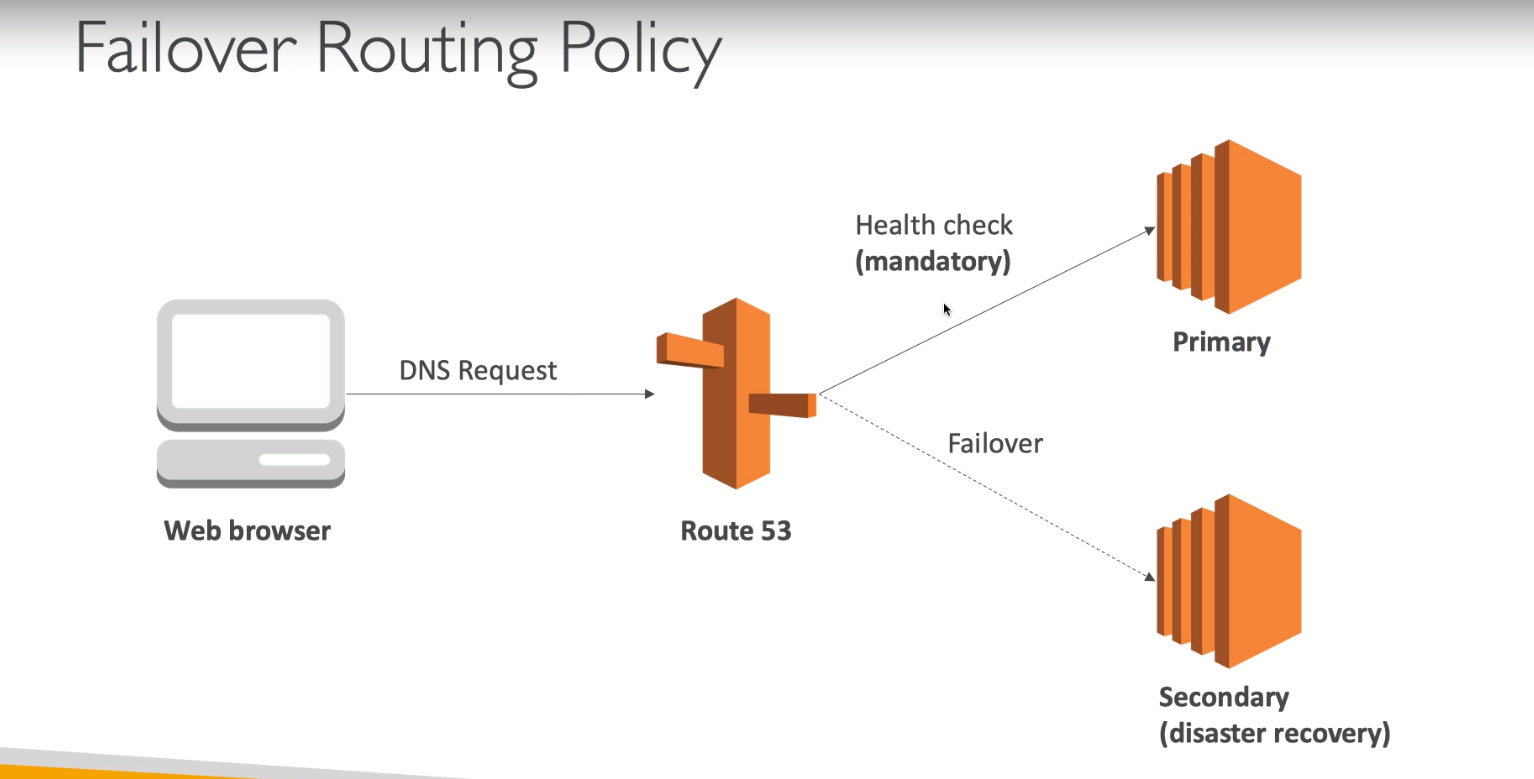 Failover Routing Policy
Health check
(mandatory)
Primary
DNS Request
Failover
Web browser
Route 53
Secondary
(disaster recovery)